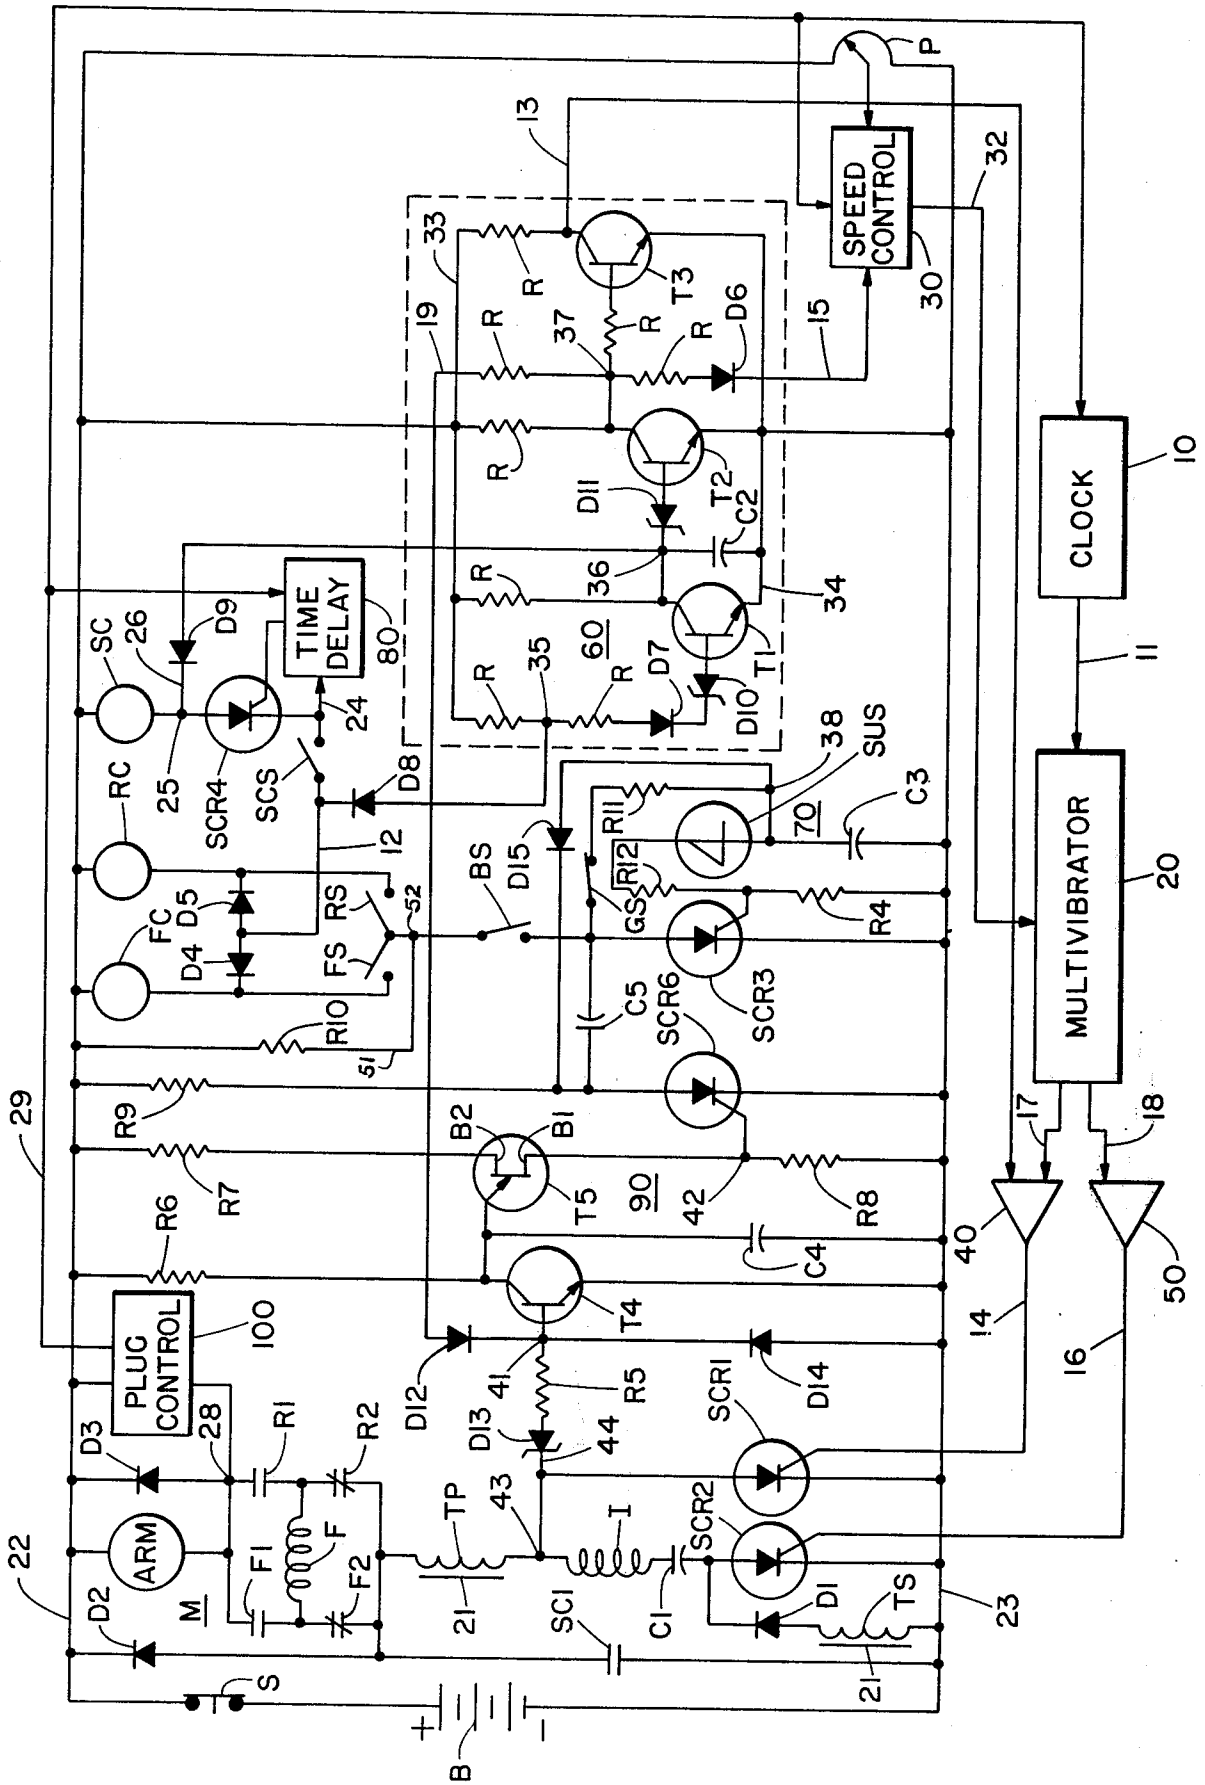 29
22
D3
PLUG CONTROL
100
R6
R7
R9
R10
51
FC
D4
D5
RC
FS
RS
52
12
SC
25
26
D9
SCR4
SCS
24
TIME DELAY
80
D8
19
33
13
P
SPEED CONTROL
30
32
15
R
R
R
R
R
R
R
R
37
D6
T3
T2
D11
C2
36
34
60
35
D7
D10
T1
S
D2
ARM
M
28
F1
R1
F
F2
R2
B
+
−
21
TP
43
44
D13
R5
41
D12
T4
T5
B2
B1
90
42
C4
R8
BS
D15
GS
R12
R11
C5
SCR6
SCR3
R4
SUS
38
70
C3
SC1
I
C1
SCR2
SCR1
D14
D1
TS
21
23
14
16
40
50
17
18
MULTIVIBRATOR
20
11
CLOCK
10